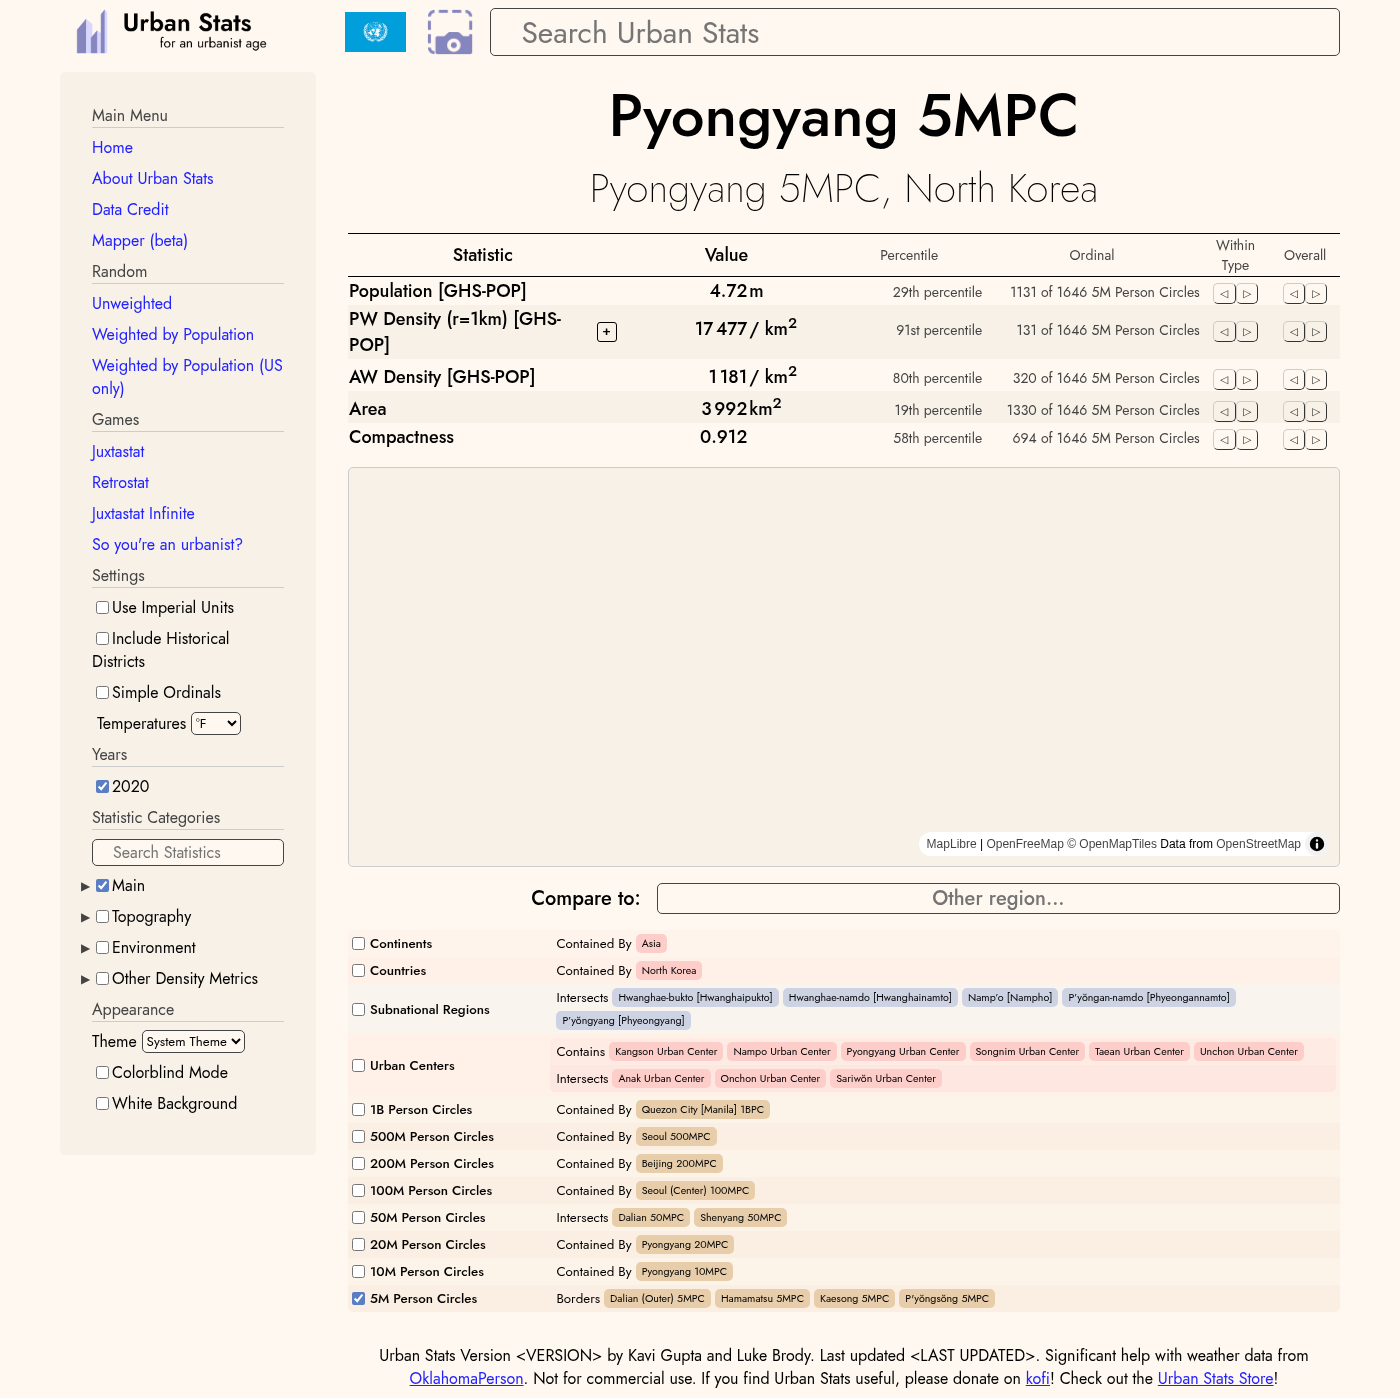 Urban Stats
for an urbanist age
Search Urban Stats
Main Menu
Home
About Urban Stats
Data Credit
Mapper (beta)
Random
Unweighted
Weighted by Population
Weighted by Population (US
only)
Games
Juxtastat
Retrostat
Juxtastat Infinite
So you're an urbanist?
Settings
Use Imperial Units
Include Historical
Districts
Simple Ordinals
Temperatures °F
Years
2020
Statistic Categories
Search Statistics
Main
Topography
Environment
Other Density Metrics
Appearance
Theme System Theme
Colorblind Mode
White Background
Pyongyang 5MPC
Pyongyang 5MPC, North Korea
Statistic Value Percentile Ordinal Within Type Overall
Population [GHS-POP] 4.72 m 29th percentile 1131 of 1646 5M Person Circles
PW Density (r=1km) [GHS-POP] + 17 477 / km² 91st percentile 131 of 1646 5M Person Circles
AW Density [GHS-POP] 1 181 / km² 80th percentile 320 of 1646 5M Person Circles
Area 3 992 km² 19th percentile 1330 of 1646 5M Person Circles
Compactness 0.912 58th percentile 694 of 1646 5M Person Circles
MapLibre | OpenFreeMap © OpenMapTiles Data from OpenStreetMap
Compare to: Other region...
Continents Contained By Asia
Countries Contained By North Korea
Subnational Regions Intersects Hwanghae-bukto [Hwanghaipukto] Hwanghae-namdo [Hwanghainamto] Namp'o [Nampho] P'yŏngan-namdo [Phyeongannamto]
P'yŏngyang [Phyeongyang]
Urban Centers Contains Kangson Urban Center Nampo Urban Center Pyongyang Urban Center Songnim Urban Center Taean Urban Center Unchon Urban Center
Intersects Anak Urban Center Onchon Urban Center Sariwŏn Urban Center
1B Person Circles Contained By Quezon City [Manila] 1BPC
500M Person Circles Contained By Seoul 500MPC
200M Person Circles Contained By Beijing 200MPC
100M Person Circles Contained By Seoul (Center) 100MPC
50M Person Circles Intersects Dalian 50MPC Shenyang 50MPC
20M Person Circles Contained By Pyongyang 20MPC
10M Person Circles Contained By Pyongyang 10MPC
5M Person Circles Borders Dalian (Outer) 5MPC Hamamatsu 5MPC Kaesong 5MPC P'yŏngsŏng 5MPC
Urban Stats Version <VERSION> by Kavi Gupta and Luke Brody. Last updated <LAST UPDATED>. Significant help with weather data from
OklahomaPerson. Not for commercial use. If you find Urban Stats useful, please donate on kofi! Check out the Urban Stats Store!